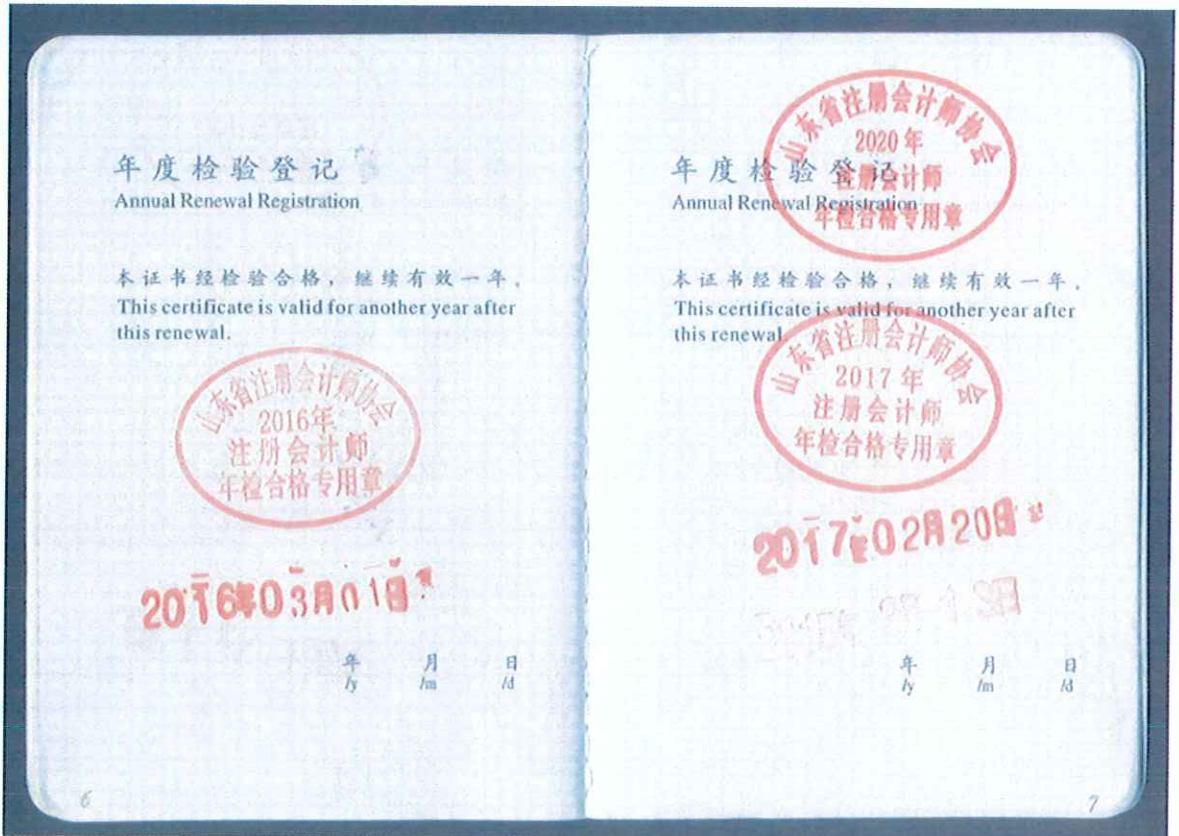 年度检验登记
Annual Renewal Registration
本证书经检验合格，继续有效一年。
This certificate is valid for another year after
this renewal.
山东省注册会计师协会
2016年
注册会计师
年检合格专用章
2016年03月01日
年 月 日
/y /m /d
6
山东省注册会计师协会
2020年
注册会计师
年检合格专用章
年度检验登记
Annual Renewal Registration
本证书经检验合格，继续有效一年。
This certificate is valid for another year after
this renewal.
山东省注册会计师协会
2017年
注册会计师
年检合格专用章
2017 02月20日
年 月 日
/y /m /d
7